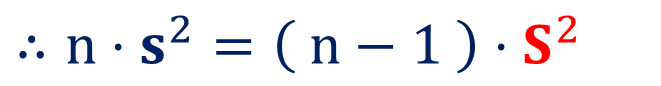 ∴ n · s² = ( n − 1 ) · S²